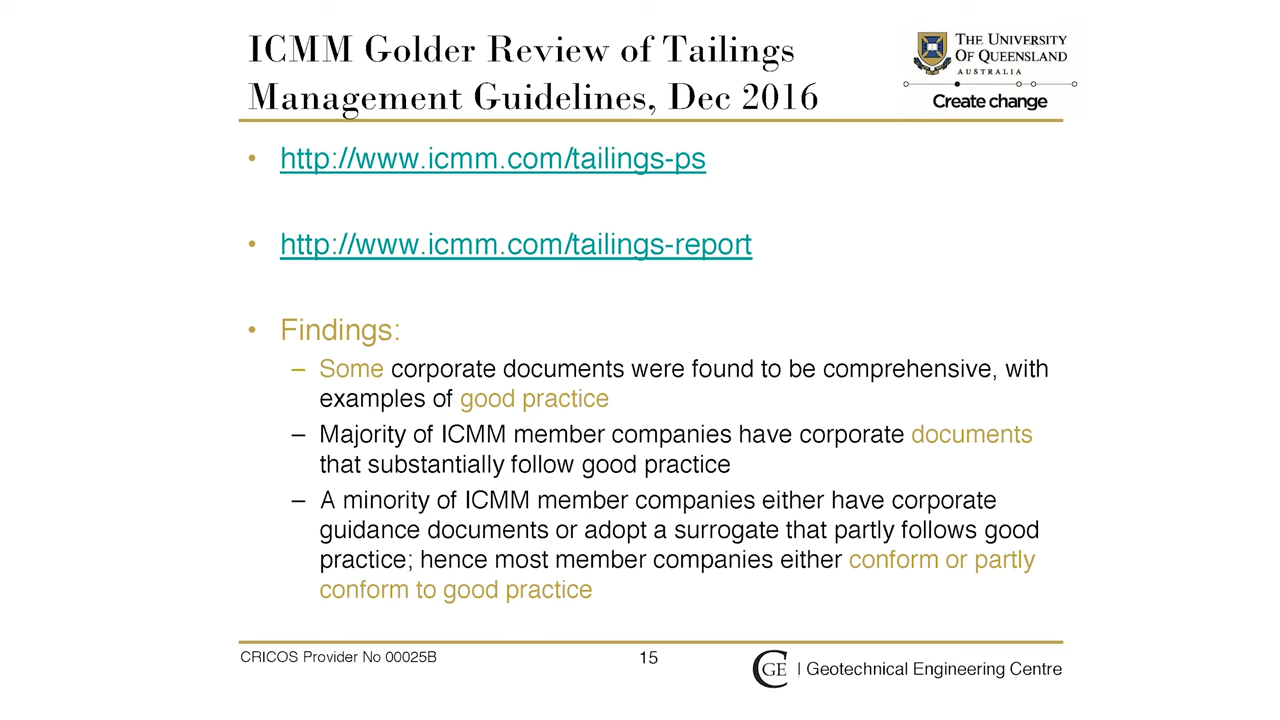 ICMM Golder Review of Tailings
Management Guidelines, Dec 2016
THE UNIVERSITY
OF QUEENSLAND
AUSTRALIA
Create change
• http://www.icmm.com/tailings-ps
• http://www.icmm.com/tailings-report
• Findings:
– Some corporate documents were found to be comprehensive, with
examples of good practice
– Majority of ICMM member companies have corporate documents
that substantially follow good practice
– A minority of ICMM member companies either have corporate
guidance documents or adopt a surrogate that partly follows good
practice; hence most member companies either conform or partly
conform to good practice
CRICOS Provider No 00025B
15
CGE | Geotechnical Engineering Centre